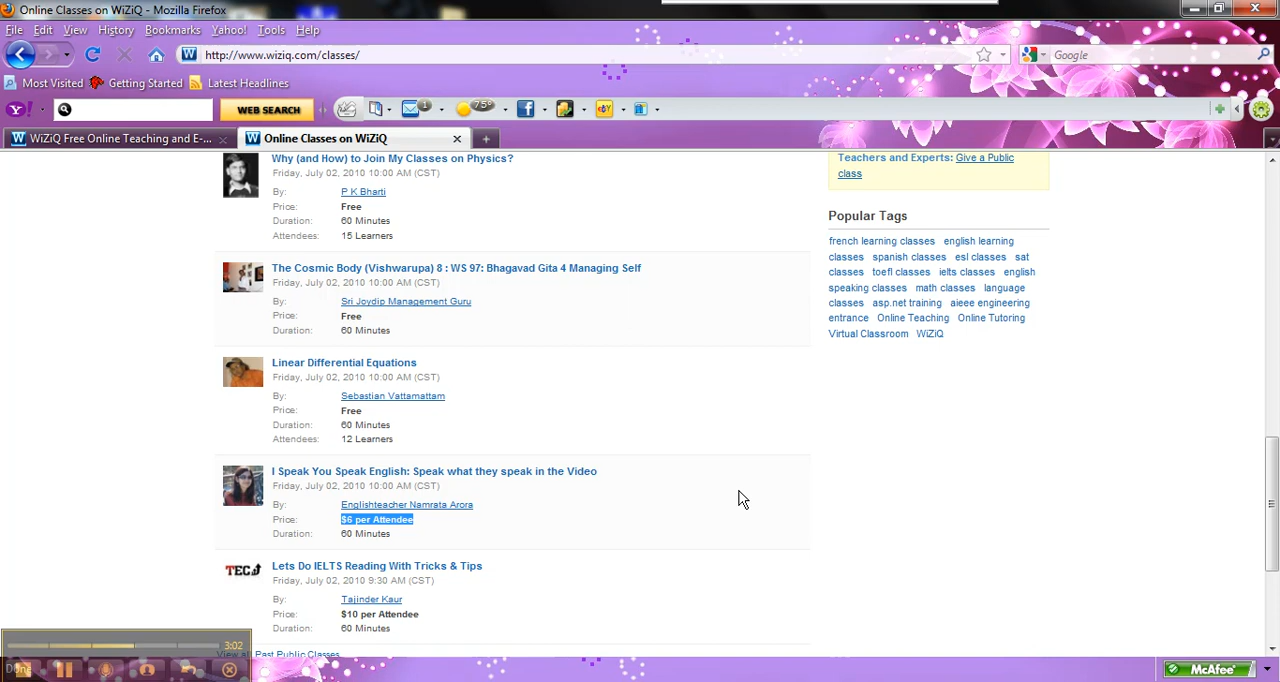 Online Classes on WiZiQ - Mozilla Firefox
File Edit View History Bookmarks Yahoo! Tools Help
http://www.wiziq.com/classes/
Google
Most Visited Getting Started Latest Headlines
WEB SEARCH
1
75°
WiZiQ Free Online Teaching and E-...
Online Classes on WiZiQ
Why (and How) to Join My Classes on Physics?
Friday, July 02, 2010 10:00 AM (CST)
By: P K Bharti
Price: Free
Duration: 60 Minutes
Attendees: 15 Learners
The Cosmic Body (Vishwarupa) 8 : WS 97: Bhagavad Gita 4 Managing Self
Friday, July 02, 2010 10:00 AM (CST)
By: Sri Joydip Management Guru
Price: Free
Duration: 60 Minutes
Linear Differential Equations
Friday, July 02, 2010 10:00 AM (CST)
By: Sebastian Vattamattam
Price: Free
Duration: 60 Minutes
Attendees: 12 Learners
I Speak You Speak English: Speak what they speak in the Video
Friday, July 02, 2010 10:00 AM (CST)
By: Englishteacher Namrata Arora
Price: $6 per Attendee
Duration: 60 Minutes
TEC
Lets Do IELTS Reading With Tricks & Tips
Friday, July 02, 2010 9:30 AM (CST)
By: Tajinder Kaur
Price: $10 per Attendee
Duration: 60 Minutes
View all Past Public Classes
Teachers and Experts: Give a Public
class
Popular Tags
french learning classes english learning
classes spanish classes esl classes sat
classes toefl classes ielts classes english
speaking classes math classes language
classes asp.net training aieee engineering
entrance Online Teaching Online Tutoring
Virtual Classroom WiZiQ
3:02
Done
McAfee